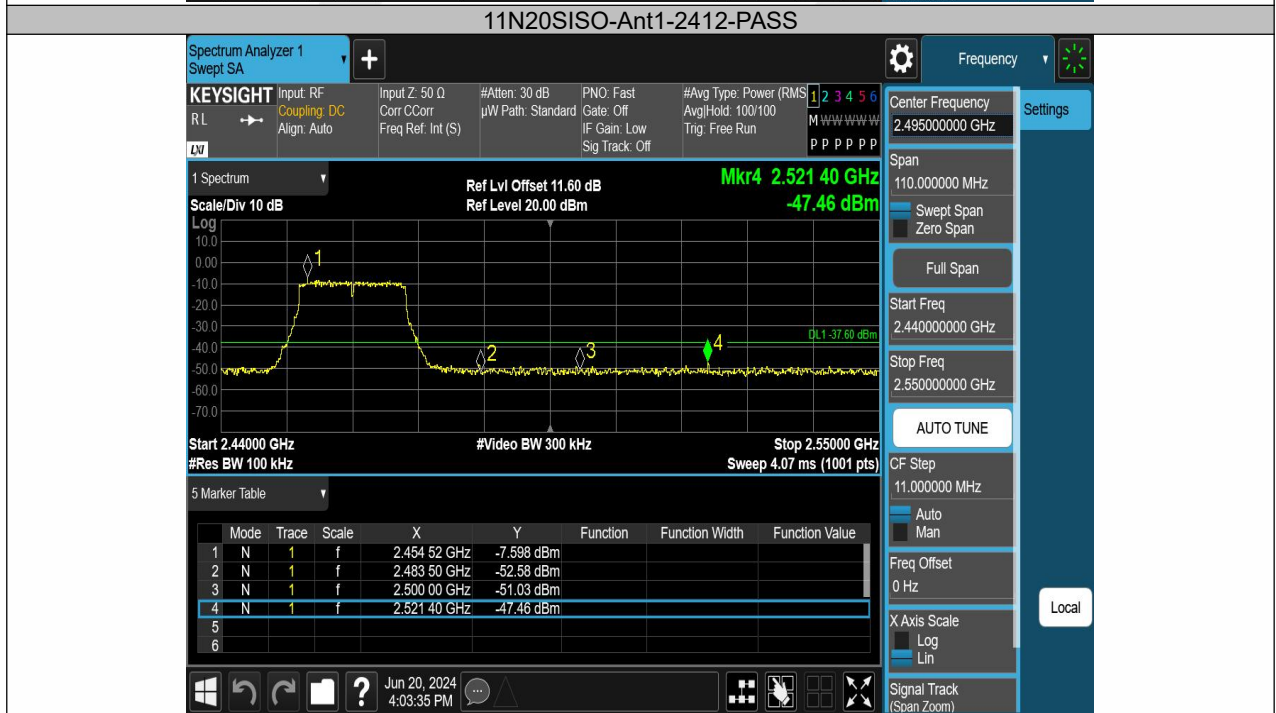 11N20SISO-Ant1-2412-PASS
Spectrum Analyzer 1
Swept SA
+
Frequency
KEYSIGHT
RL
LXI
Input: RF
Coupling: DC
Align: Auto
Input Z: 50 Ω
Corr CCorr
Freq Ref: Int (S)
#Atten: 30 dB
µW Path: Standard
PNO: Fast
Gate: Off
IF Gain: Low
Sig Track: Off
#Avg Type: Power (RMS
Avg|Hold: 100/100
Trig: Free Run
1 2 3 4 5 6
M W W W W W
P P P P P P
Center Frequency
2.495000000 GHz
Settings
1 Spectrum
Scale/Div 10 dB
Ref Lvl Offset 11.60 dB
Ref Level 20.00 dBm
Mkr4 2.521 40 GHz
-47.46 dBm
Log
10.0
0.00
-10.0
-20.0
-30.0
-40.0
-50.0
-60.0
-70.0
1
2
3
4
DL1 -37.60 dBm
Start 2.44000 GHz
#Res BW 100 kHz
#Video BW 300 kHz
Stop 2.55000 GHz
Sweep 4.07 ms (1001 pts)
Span
110.000000 MHz
Swept Span
Zero Span
Full Span
Start Freq
2.440000000 GHz
Stop Freq
2.550000000 GHz
AUTO TUNE
CF Step
11.000000 MHz
Auto
Man
Freq Offset
0 Hz
X Axis Scale
Log
Lin
Signal Track
(Span Zoom)
Local
5 Marker Table
Mode Trace Scale X Y Function Function Width Function Value
1 N 1 f 2.454 52 GHz -7.598 dBm
2 N 1 f 2.483 50 GHz -52.58 dBm
3 N 1 f 2.500 00 GHz -51.03 dBm
4 N 1 f 2.521 40 GHz -47.46 dBm
5
6
?
Jun 20, 2024
4:03:35 PM